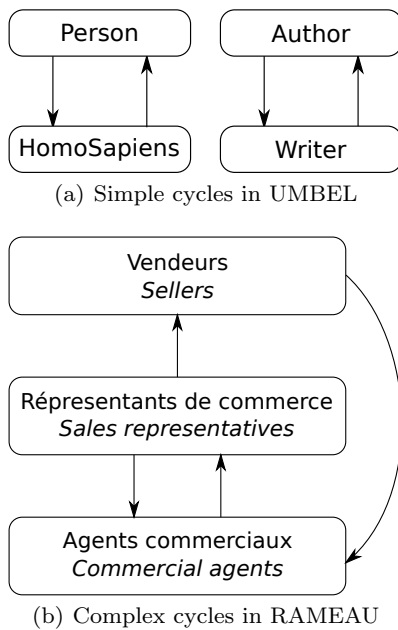 Person
Author
HomoSapiens
Writer
(a) Simple cycles in UMBEL
Vendeurs
Sellers
Répresentants de commerce
Sales representatives
Agents commerciaux
Commercial agents
(b) Complex cycles in RAMEAU